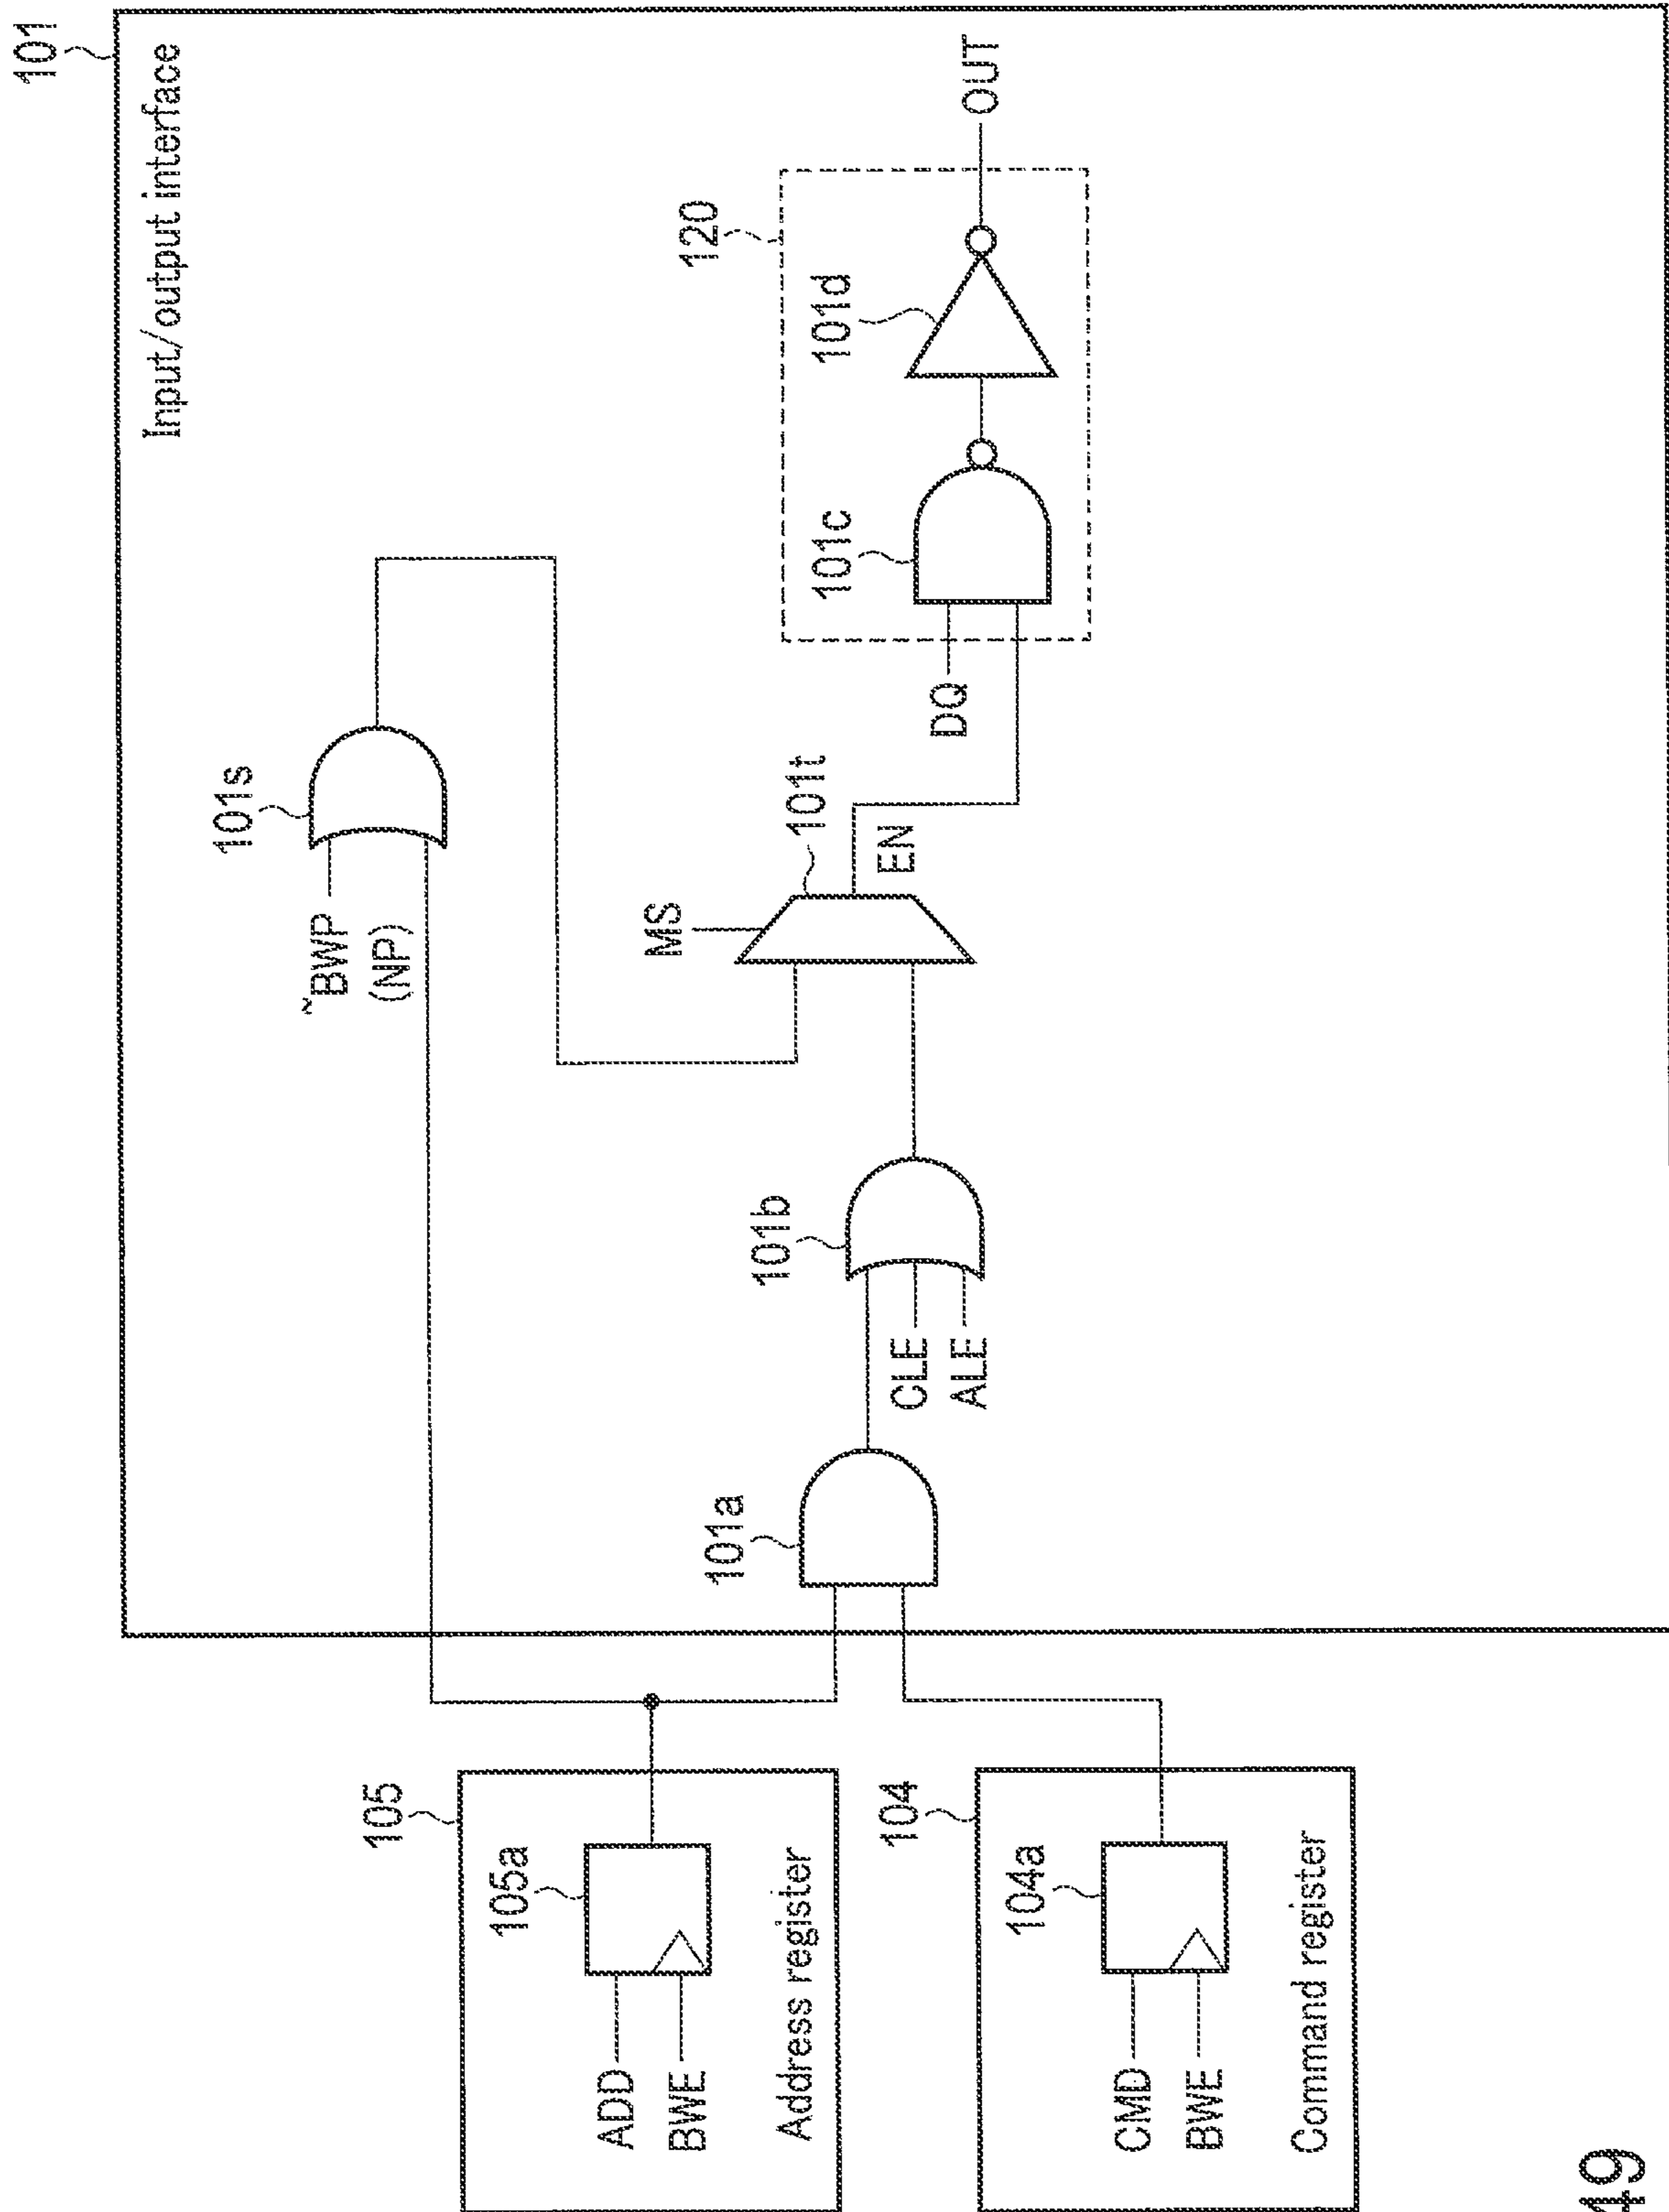 101
Input/output interface
101s
˜BWP
(NP)
MS
101t
EN
120
101c
101d
DQ
OUT
101b
CLE
ALE
101a
105
105a
ADD
BWE
Address register
104
104a
CMD
BWE
Command register
49